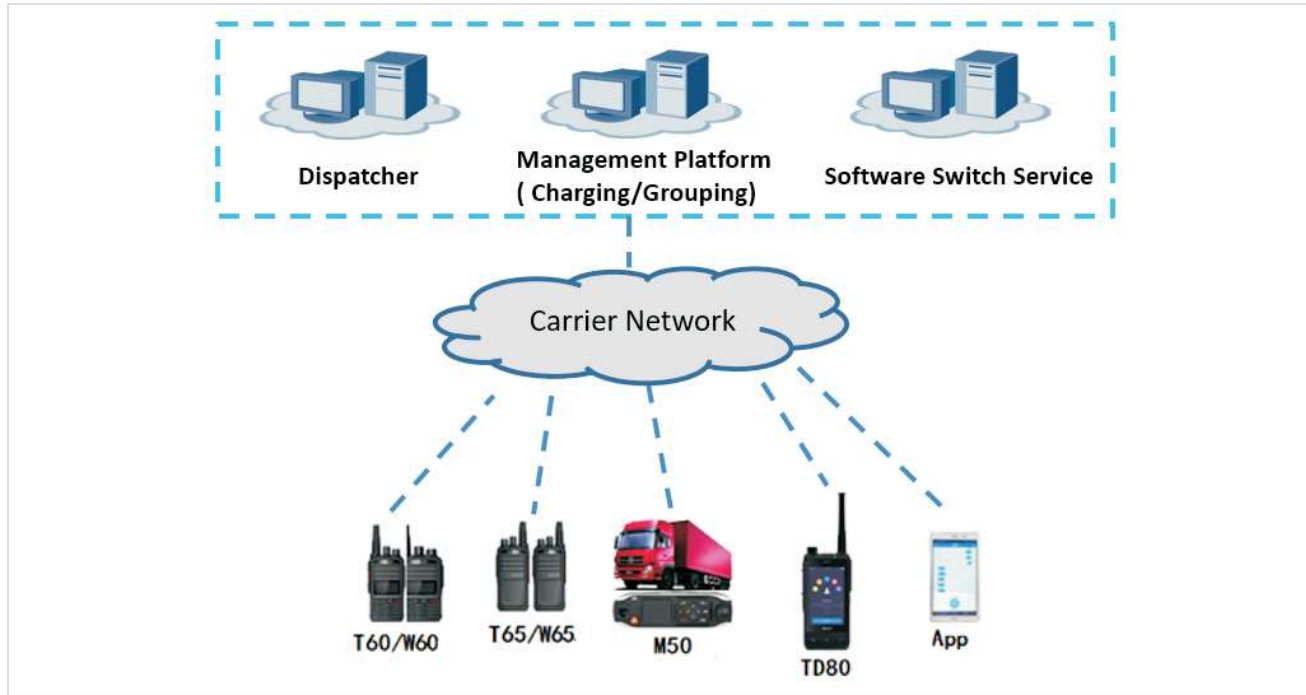 Dispatcher
Management Platform
( Charging/Grouping)
Software Switch Service
Carrier Network
T60/W60
T65/W65
M50
TD80
App